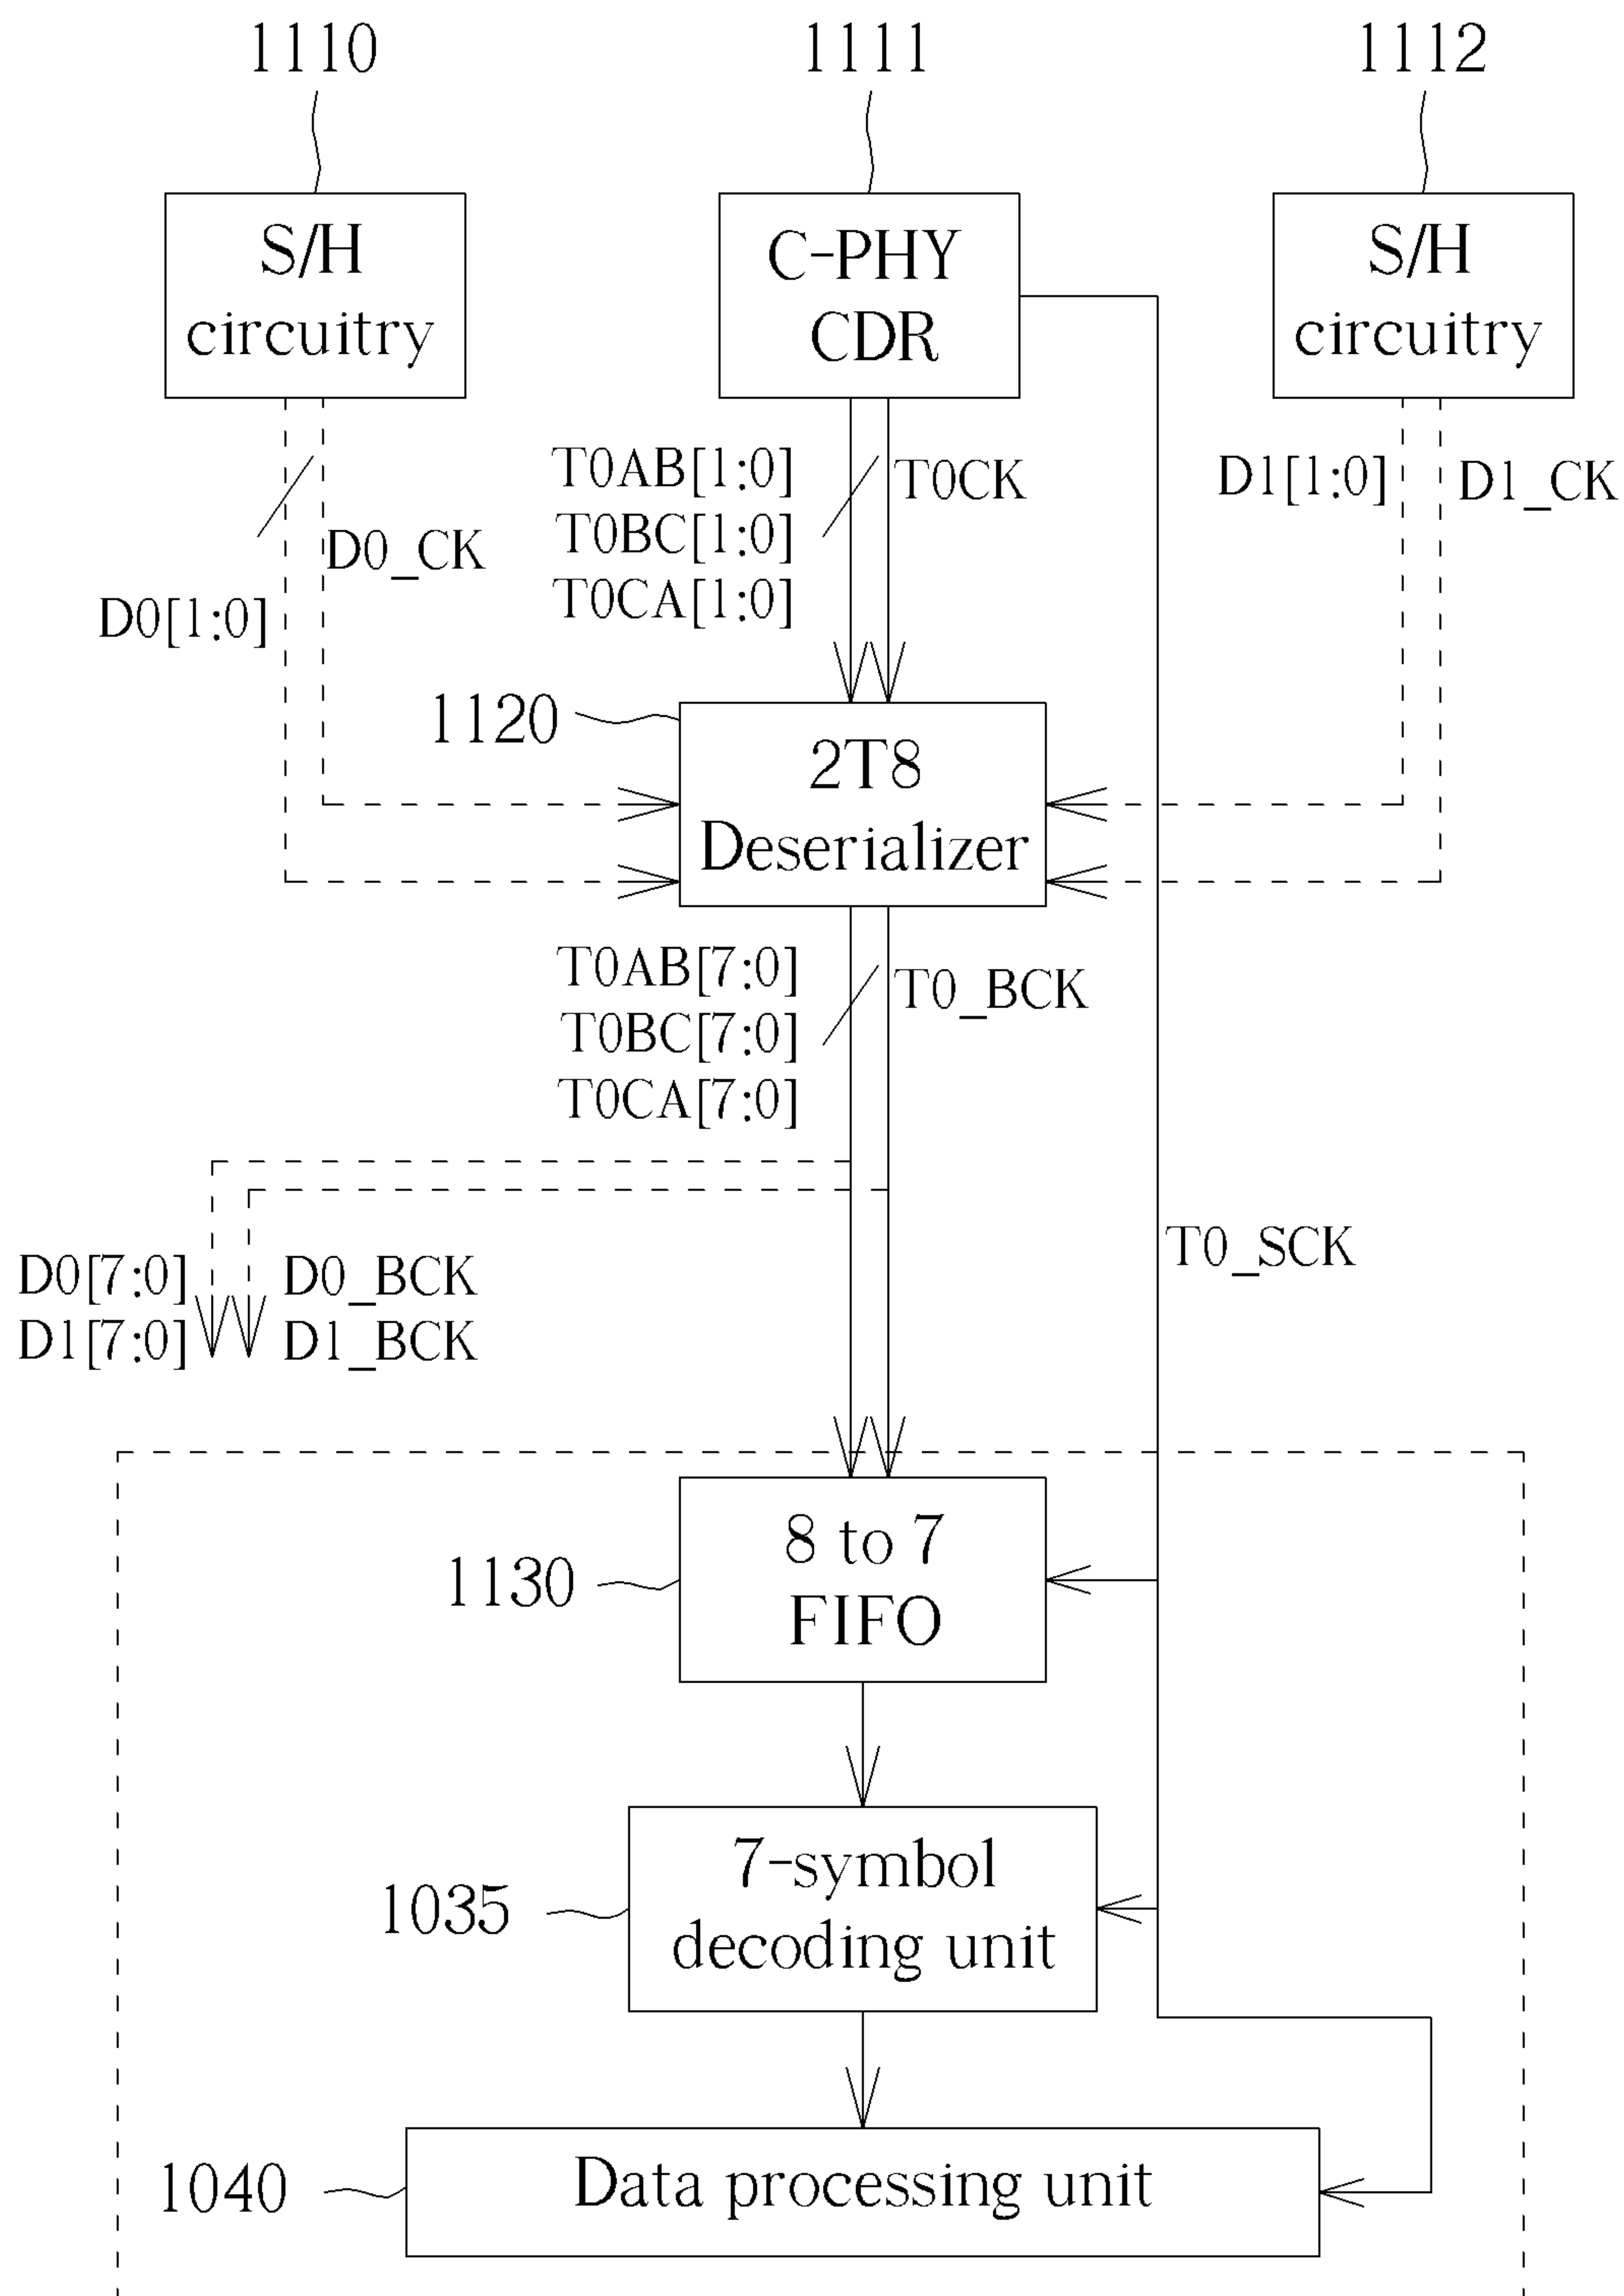 1110
1111
1112
S/H
circuitry
C-PHY
CDR
S/H
circuitry
T0AB[1:0]
T0BC[1:0]
T0CA[1:0]
T0CK
D0_CK
D0[1:0]
D1[1:0]
D1_CK
1120
2T8
Deserializer
T0AB[7:0]
T0BC[7:0]
T0CA[7:0]
T0_BCK
D0[7:0]
D1[7:0]
D0_BCK
D1_BCK
T0_SCK
1130
8 to 7
FIFO
1035
7-symbol
decoding unit
1040
Data processing unit